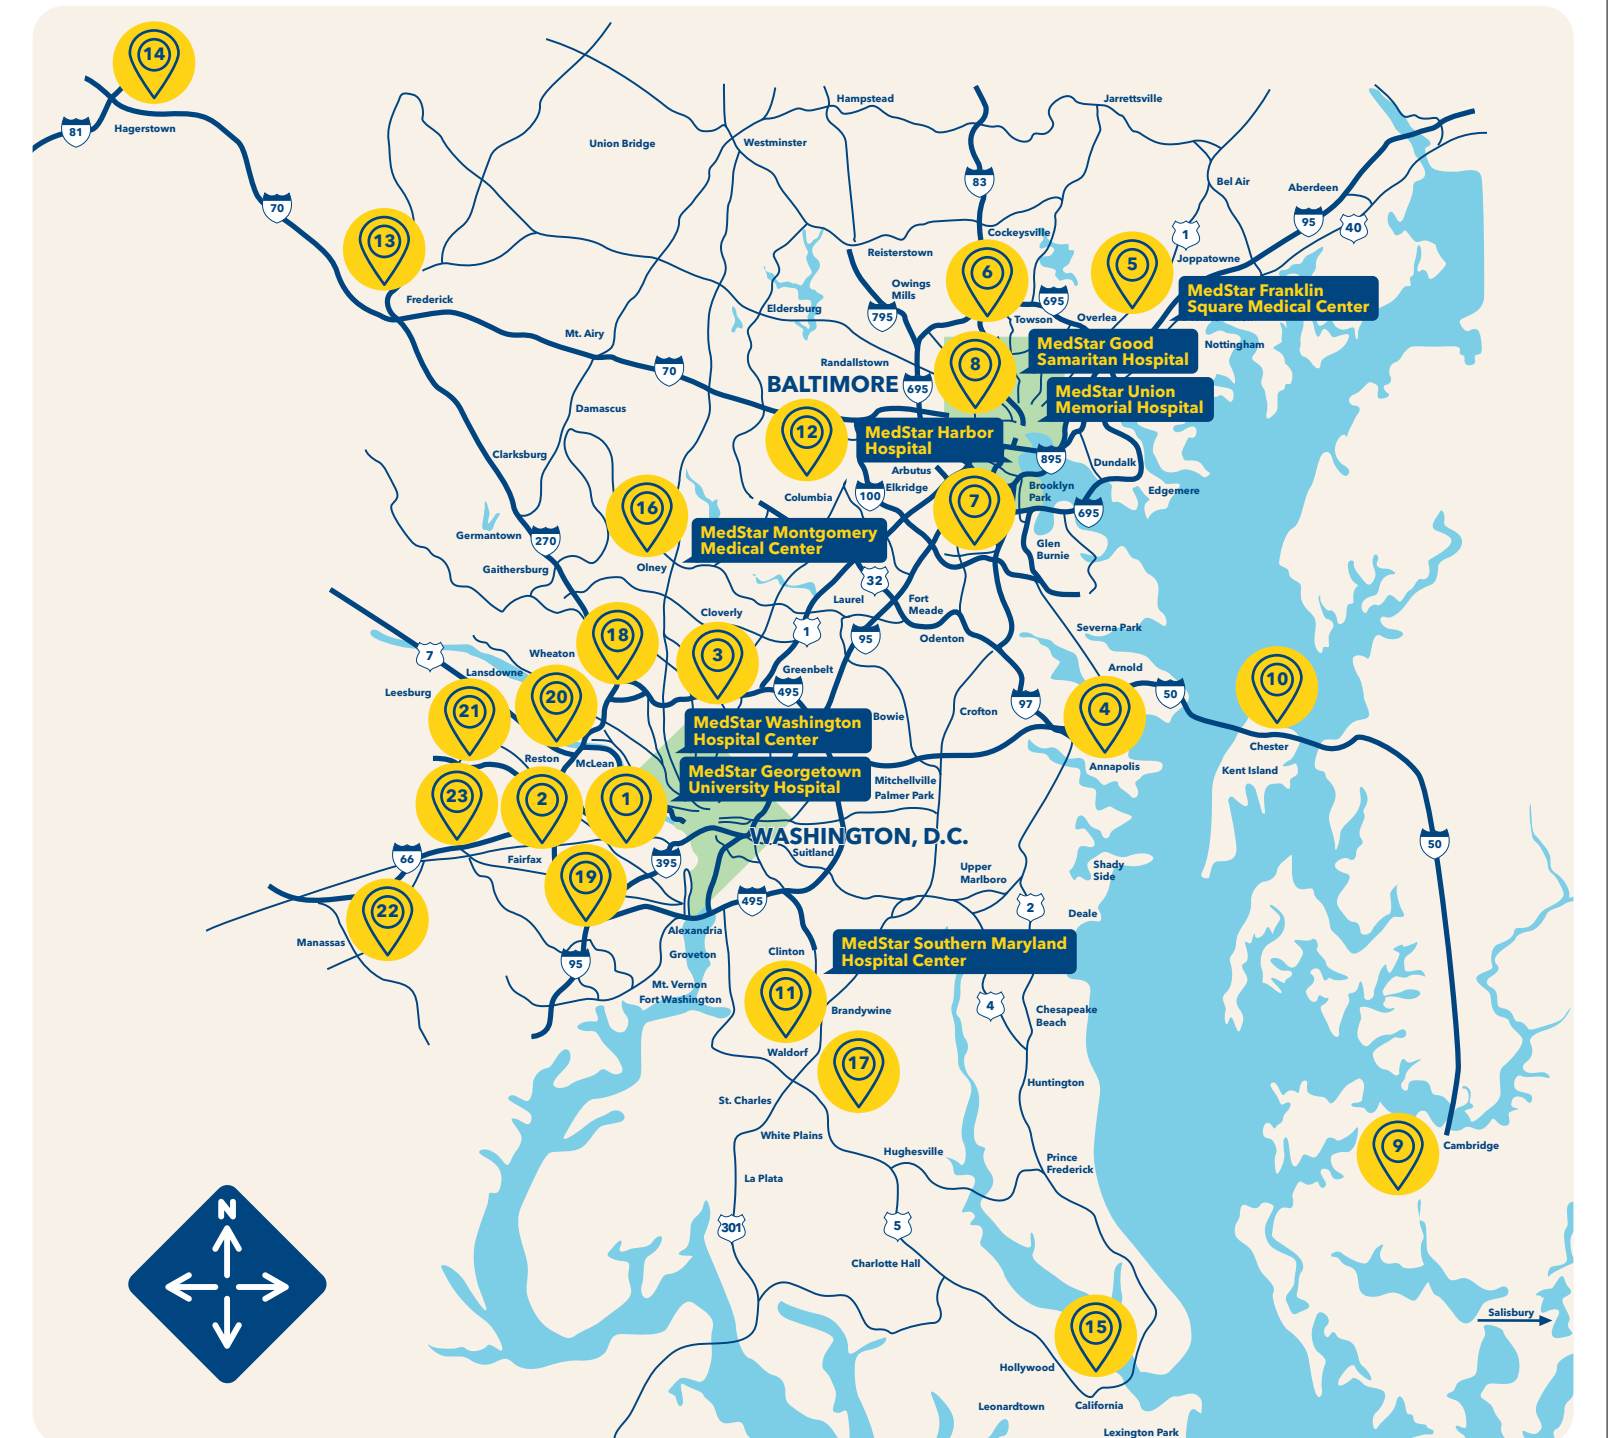 14
81
Hagerstown
70
Hampstead
Jarrettsville
Union Bridge
Westminster
83
Bel Air
Aberdeen
95
40
1
13
Frederick
Cockeysville
Reisterstown
Joppatowne
6
5
Owings
Mills
695
MedStar Franklin
Square Medical Center
Eldersburg
795
Towson
Overlea
Mt. Airy
MedStar Good
Samaritan Hospital
Nottingham
Randallstown
8
70
BALTIMORE
695
MedStar Union
Memorial Hospital
Damascus
12
MedStar Harbor
Hospital
Clarksburg
895
Dundalk
Arbutus
Elkridge
Columbia
100
Brooklyn
Park
Edgemere
7
695
16
MedStar Montgomery
Medical Center
Germantown
270
Glen
Burnie
Gaithersburg
Olney
32
Laurel
Fort
Meade
Cloverly
1
95
Odenton
Severna Park
18
3
Wheaton
7
Lansdowne
Greenbelt
Arnold
Leesburg
495
50
10
20
21
97
4
Crofton
Bowie
MedStar Washington
Hospital Center
Chester
Reston
McLean
Annapolis
Kent Island
MedStar Georgetown
University Hospital
Mitchellville
Palmer Park
23
2
1
WASHINGTON, D.C.
Suitland
50
66
Fairfax
395
Upper
Marlboro
Shady
Side
19
495
2
Deale
22
Manassas
Alexandria
Groveton
95
Clinton
MedStar Southern Maryland
Hospital Center
Mt. Vernon
Fort Washington
11
Brandywine
4
Chesapeake
Beach
Waldorf
17
Huntington
St. Charles
White Plains
Hughesville
Prince
Frederick
9
Cambridge
La Plata
N
301
5
Charlotte Hall
Salisbury
15
Hollywood
Leonardtown
California
Lexington Park